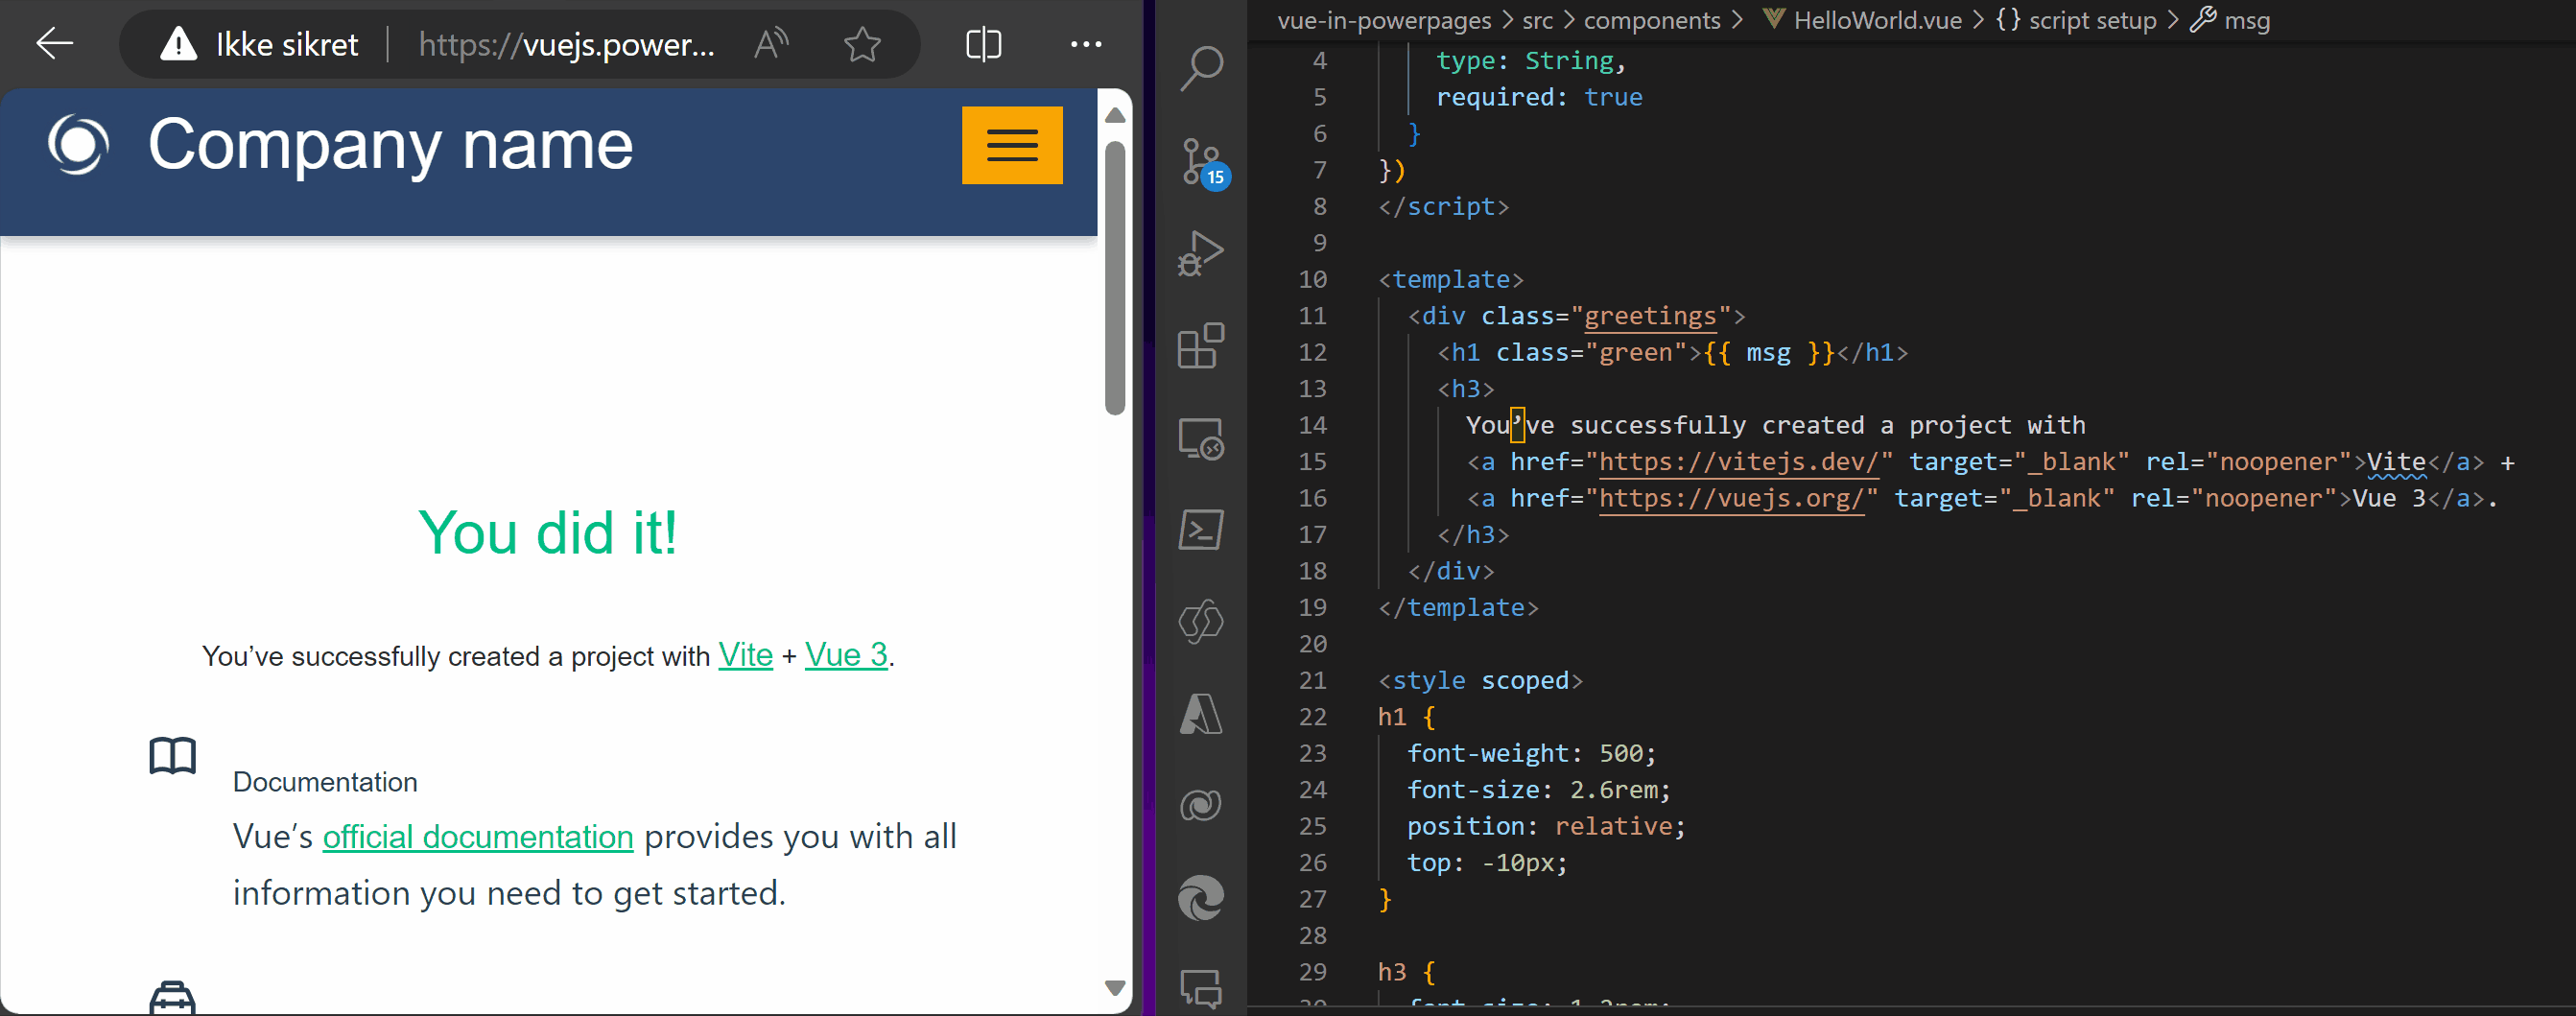 Ikke sikret
https://vuejs.power...
Company name
You did it!
You’ve successfully created a project with Vite + Vue 3.
Documentation
Vue’s official documentation provides you with all
information you need to get started.
15
vue-in-powerpages > src > components > HelloWorld.vue > {} script setup > msg
4 type: String,
5 required: true
6 }
7 })
8 </script>
9
10 <template>
11 <div class="greetings">
12 <h1 class="green">{{ msg }}</h1>
13 <h3>
14 You’ve successfully created a project with
15 <a href="https://vitejs.dev/" target="_blank" rel="noopener">Vite</a> +
16 <a href="https://vuejs.org/" target="_blank" rel="noopener">Vue 3</a>.
17 </h3>
18 </div>
19 </template>
20
21 <style scoped>
22 h1 {
23 font-weight: 500;
24 font-size: 2.6rem;
25 position: relative;
26 top: -10px;
27 }
28
29 h3 {